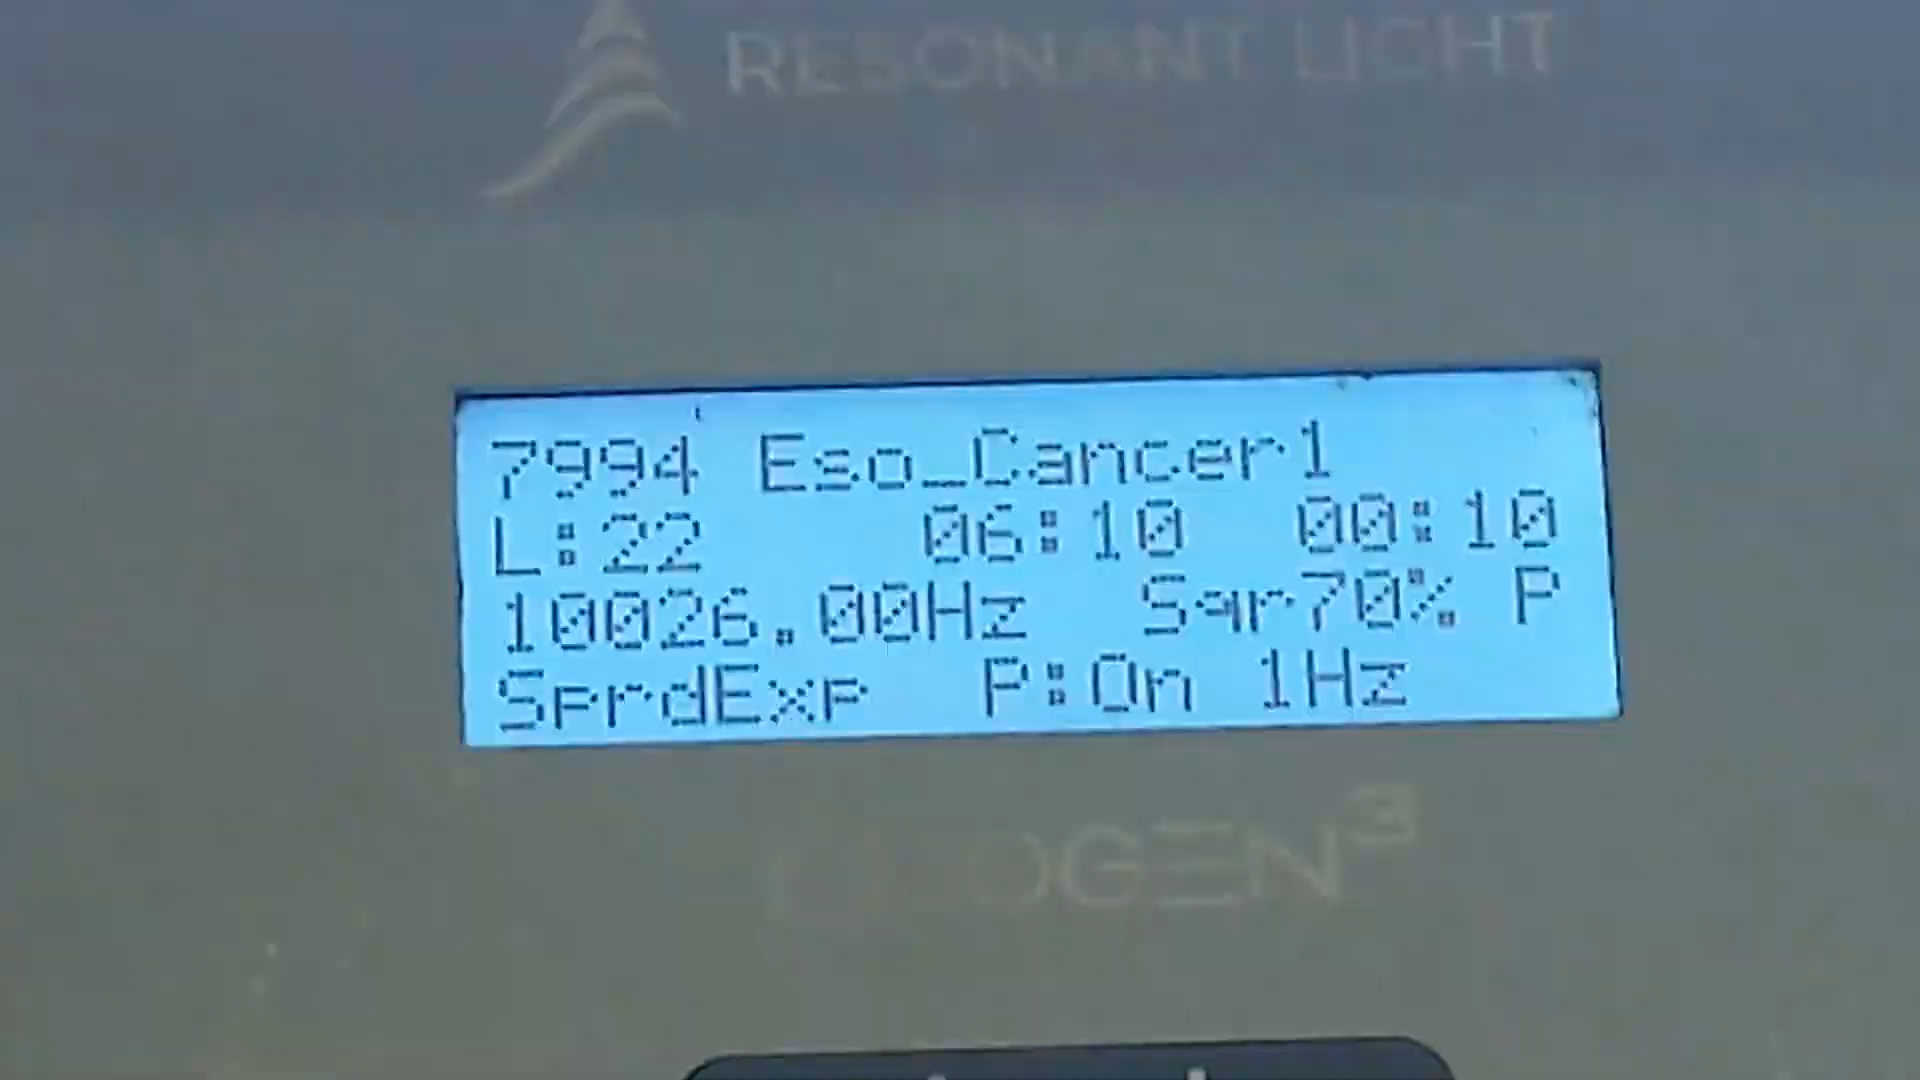 RESONANT LIGHT
7994 Eso_Cancer1
L:22 06:10 00:10
10026.00Hz Sqr70% P
SprdExp P:On 1Hz